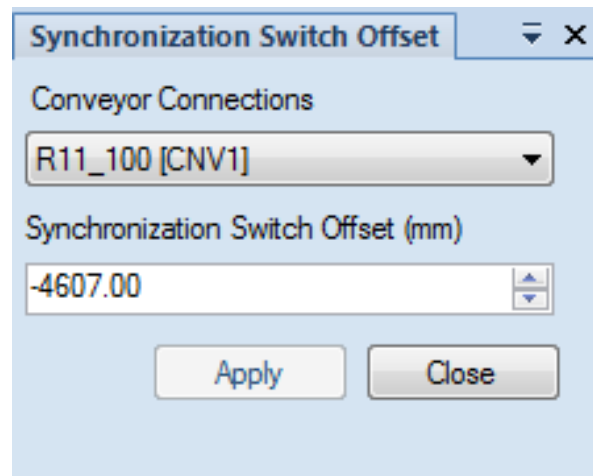 Synchronization Switch Offset
Conveyor Connections
R11_100 [CNV1]
Synchronization Switch Offset (mm)
-4607.00
Apply
Close